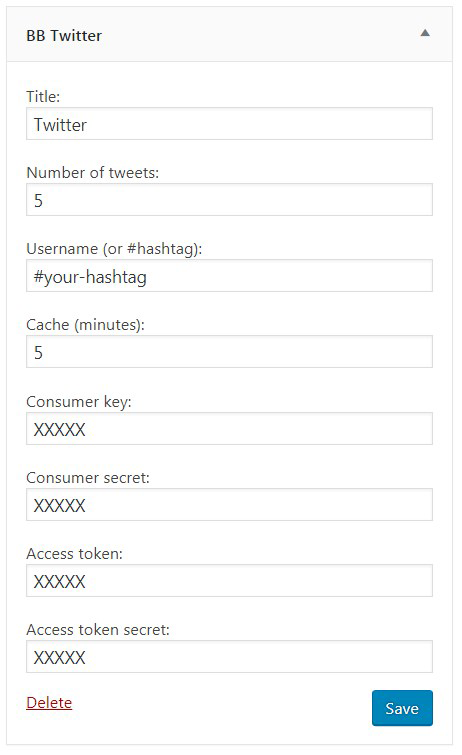 BB Twitter
Title:
Twitter
Number of tweets:
5
Username (or #hashtag):
#your-hashtag
Cache (minutes):
5
Consumer key:
XXXXX
Consumer secret:
XXXXX
Access token:
XXXXX
Access token secret:
XXXXX
Delete
Save